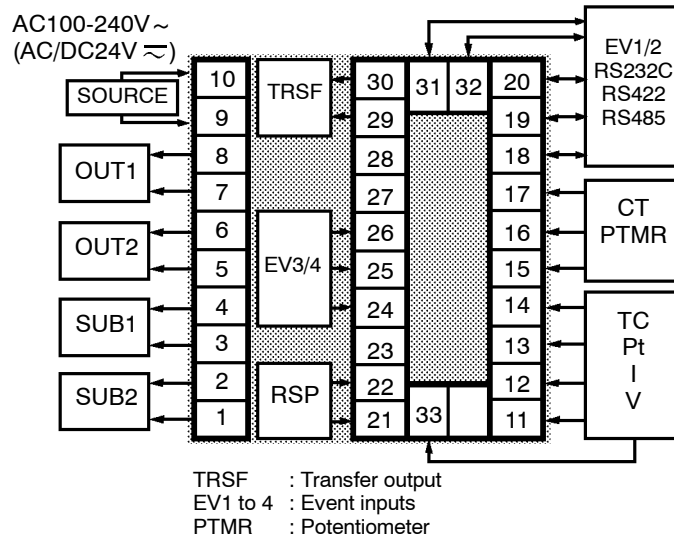 AC100-240V ~
(AC/DC24V ⎓ ~)
SOURCE
OUT1
OUT2
SUB1
SUB2
10
9
8
7
6
5
4
3
2
1
TRSF
EV3/4
RSP
30
29
28
27
26
25
24
23
22
21
31 32
33
20
19
18
17
16
15
14
13
12
11
EV1/2
RS232C
RS422
RS485
CT
PTMR
TC
Pt
I
V
TRSF : Transfer output
EV1 to 4 : Event inputs
PTMR : Potentiometer